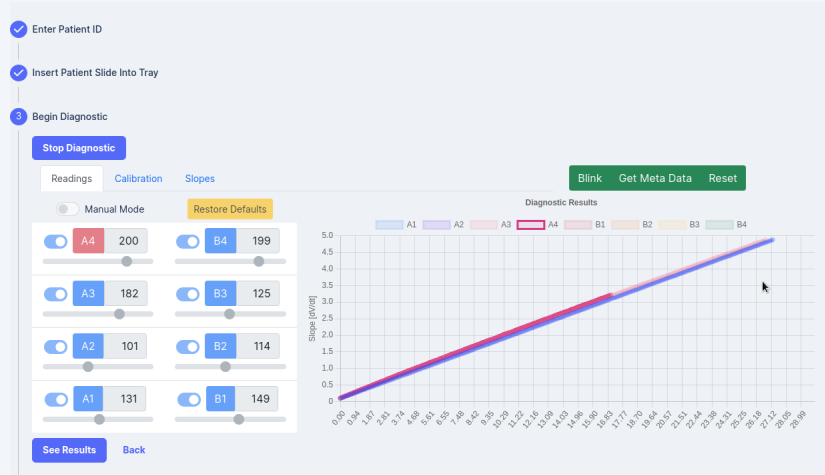 Enter Patient ID
Insert Patient Slide Into Tray
3 Begin Diagnostic
Stop Diagnostic
Readings Calibration Slopes
Blink Get Meta Data Reset
Manual Mode Restore Defaults
A4 200 B4 199
A3 182 B3 125
A2 101 B2 114
A1 131 B1 149
See Results Back
Diagnostic Results
A1 A2 A3 A4 B1 B2 B3 B4
Slope [dV/dt]
5.0
4.5
4.0
3.5
3.0
2.5
2.0
1.5
1.0
0.5
0
0.00 0.94 1.87 2.81 3.74 4.68 5.61 6.55 7.48 8.42 9.35 10.29 11.22 12.16 13.09 14.03 14.96 15.90 16.83 17.77 18.70 19.64 20.57 21.51 22.44 23.38 24.31 25.25 26.18 27.12 28.05 28.99